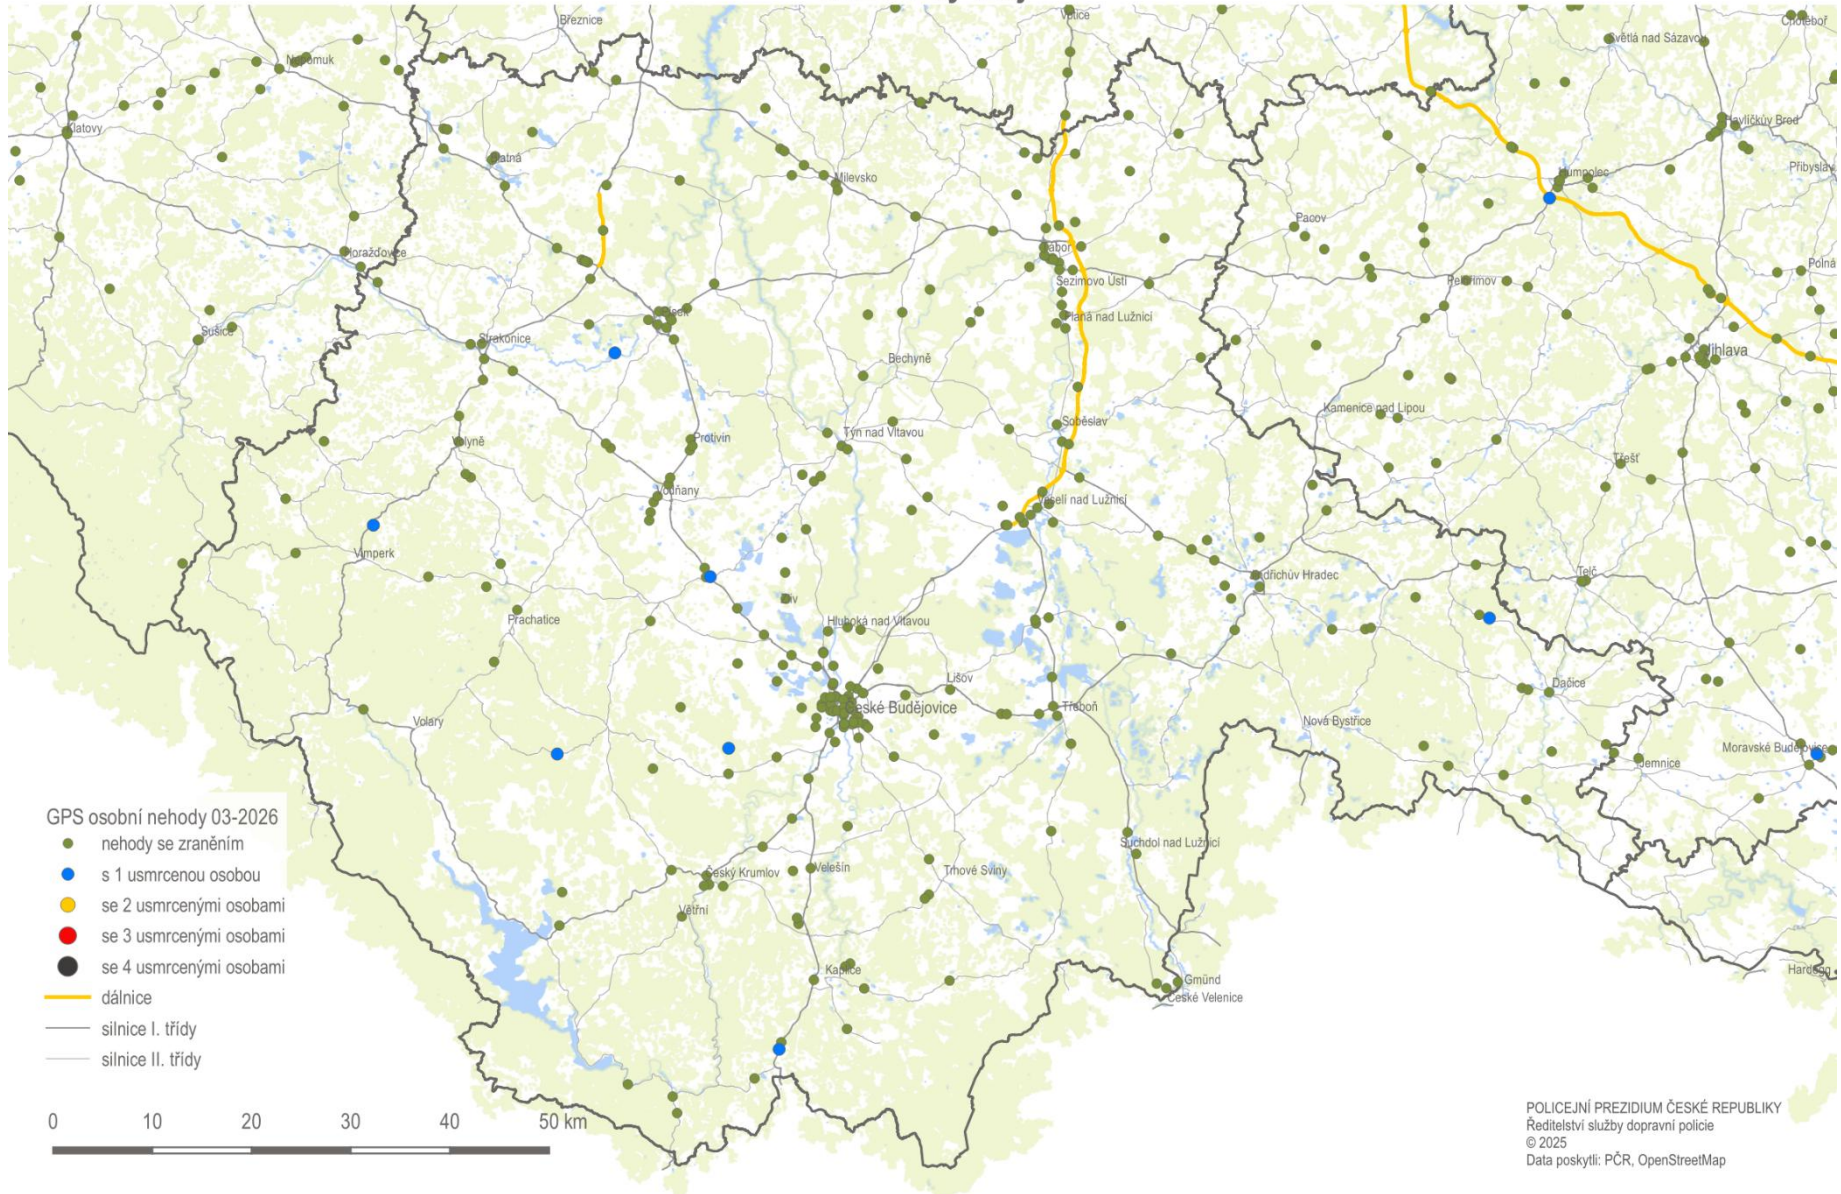 Březnice
Votice
Chotěboř
Světlá nad Sázavou
Nepomuk
Klatovy
Havlíčkův Brod
Blatná
Milevsko
Humpolec
Přibyslav
Pacov
Horažďovice
Tábor
Sezimovo Ústí
Pelhřimov
Polná
Planá nad Lužnicí
Písek
Sušice
Strakonice
Jihlava
Bechyně
Kamenice nad Lipou
Soběslav
Týn nad Vltavou
Protivín
Volyně
Třešť
Vodňany
Veselí nad Lužnicí
Vimperk
Jindřichův Hradec
Telč
Zliv
Prachatice
Hluboká nad Vltavou
Lišov
Dačice
České Budějovice
Třeboň
Volary
Nová Bystřice
Moravské Budějovice
Jemnice
GPS osobní nehody 03-2026
nehody se zraněním
s 1 usmrcenou osobou
se 2 usmrcenými osobami
se 3 usmrcenými osobami
se 4 usmrcenými osobami
dálnice
silnice I. třídy
silnice II. třídy
Suchdol nad Lužnicí
Velešín
Trhové Sviny
Český Krumlov
Větřní
Kaplice
Gmünd
České Velenice
Hardegg
0 10 20 30 40 50 km
POLICEJNÍ PREZIDIUM ČESKÉ REPUBLIKY
Ředitelství služby dopravní policie
© 2025
Data poskytli: PČR, OpenStreetMap